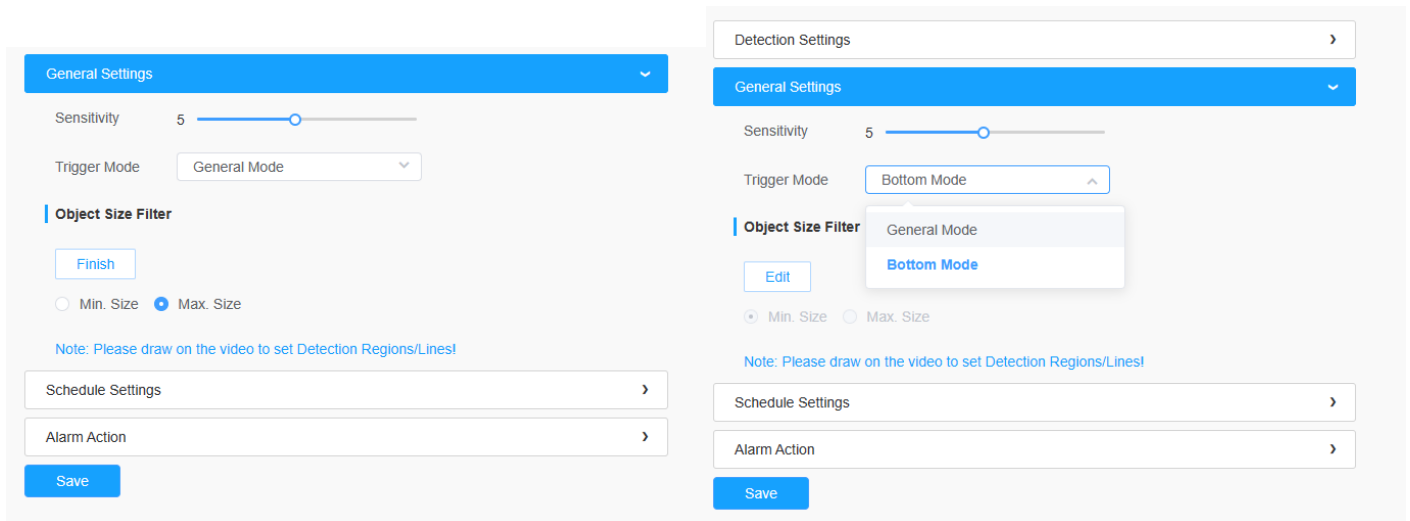 General Settings
Sensitivity 5
Trigger Mode General Mode
Object Size Filter
Finish
Min. Size Max. Size
Note: Please draw on the video to set Detection Regions/Lines!
Schedule Settings
Alarm Action
Save
Detection Settings
General Settings
Sensitivity 5
Trigger Mode Bottom Mode
General Mode
Bottom Mode
Object Size Filter
Edit
Min. Size Max. Size
Note: Please draw on the video to set Detection Regions/Lines!
Schedule Settings
Alarm Action
Save